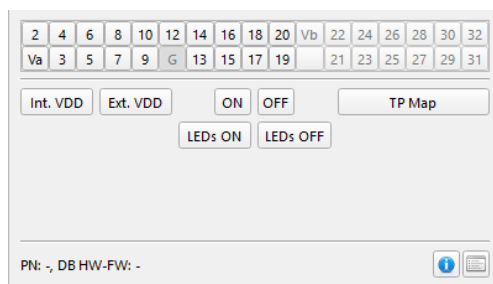 2 4 6 8 10 12 14 16 18 20 Vb 22 24 26 28 30 32
Va 3 5 7 9 G 13 15 17 19 21 23 25 27 29 31
Int. VDD Ext. VDD ON OFF TP Map
LEDs ON LEDs OFF
PN: -, DB HW-FW: -